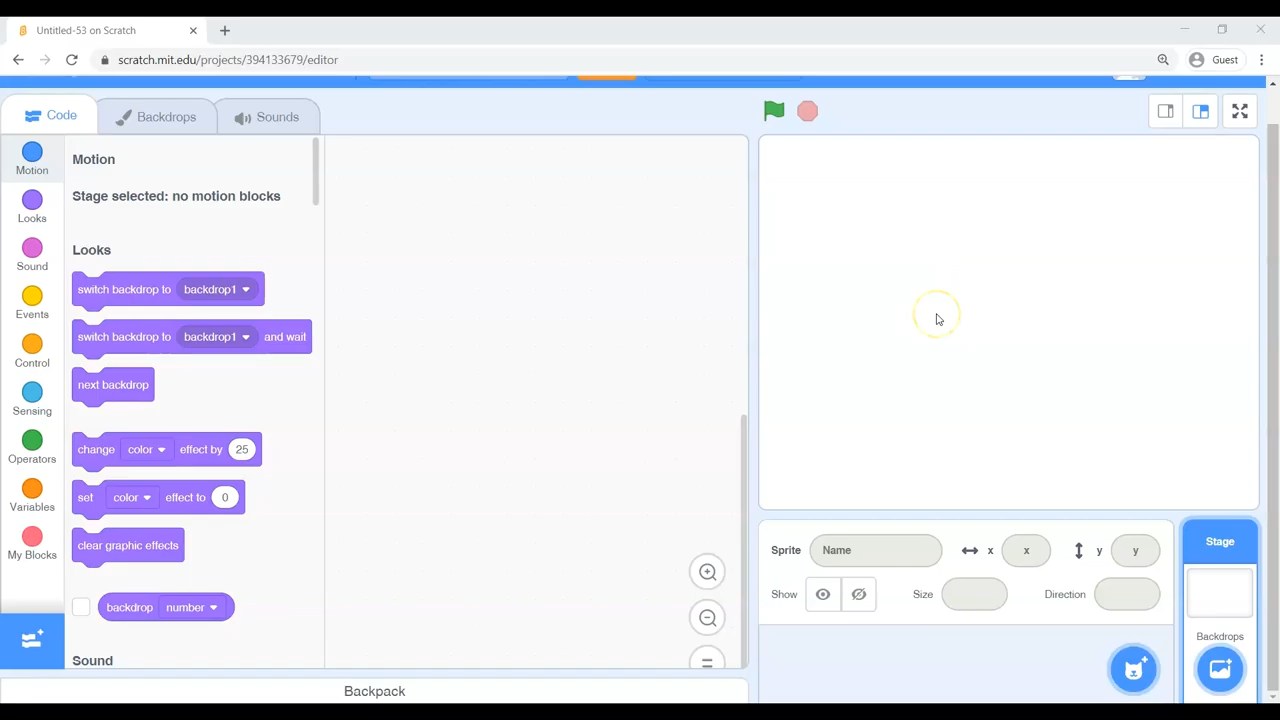 Untitled-53 on Scratch
scratch.mit.edu/projects/394133679/editor
Guest
Code
Backdrops
Sounds
Motion
Looks
Sound
Events
Control
Sensing
Operators
Variables
My Blocks
Motion
Stage selected: no motion blocks
Looks
switch backdrop to backdrop1
switch backdrop to backdrop1 and wait
next backdrop
change color effect by 25
set color effect to 0
clear graphic effects
backdrop number
Sound
Backpack
Sprite Name x x y y
Show Size Direction
Stage
Backdrops